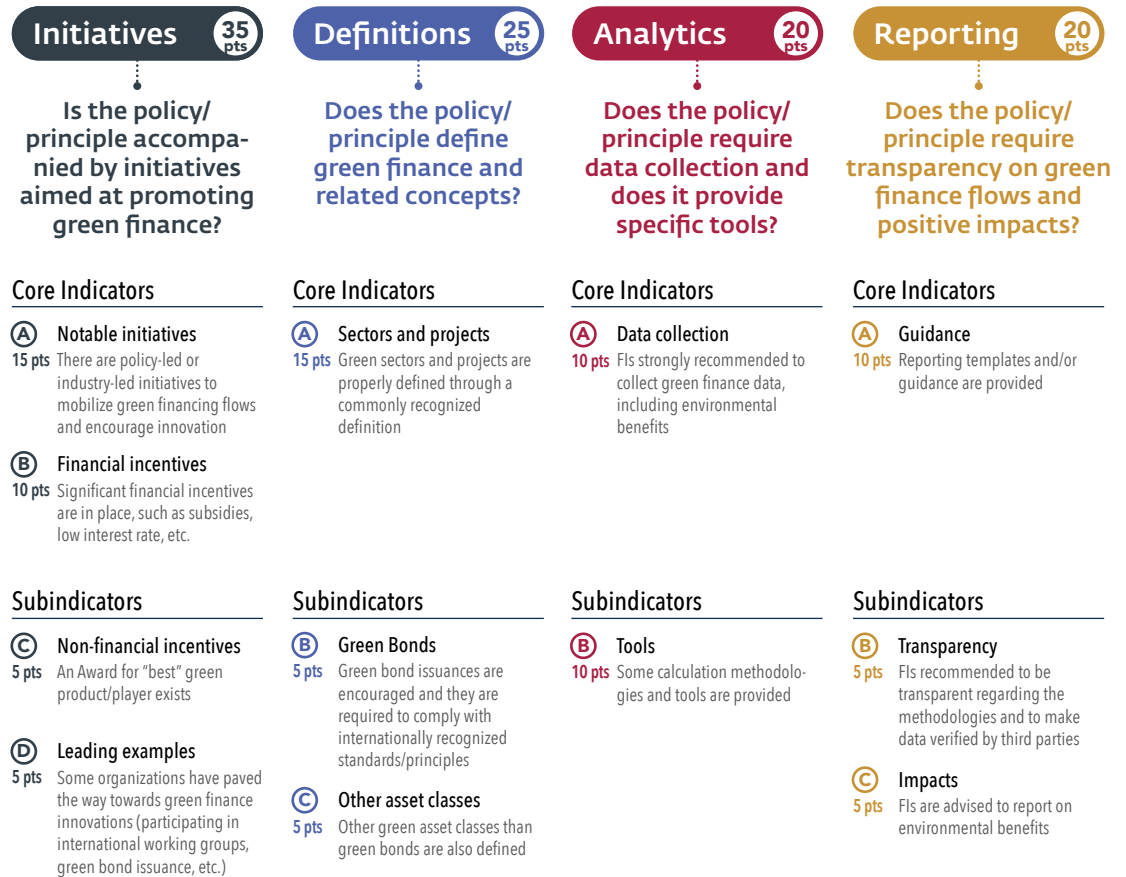 Initiatives 35 pts
Is the policy/
principle accompa-
nied by initiatives
aimed at promoting
green finance?
Core Indicators
A Notable initiatives
15 pts There are policy-led or
industry-led initiatives to
mobilize green financing flows
and encourage innovation
B Financial incentives
10 pts Significant financial incentives
are in place, such as subsidies,
low interest rate, etc.
Subindicators
C Non-financial incentives
5 pts An Award for “best” green
product/player exists
D Leading examples
5 pts Some organizations have paved
the way towards green finance
innovations (participating in
international working groups,
green bond issuance, etc.)
Definitions 25 pts
Does the policy/
principle define
green finance and
related concepts?
Core Indicators
A Sectors and projects
15 pts Green sectors and projects are
properly defined through a
commonly recognized
definition
Subindicators
B Green Bonds
5 pts Green bond issuances are
encouraged and they are
required to comply with
internationally recognized
standards/principles
C Other asset classes
5 pts Other green asset classes than
green bonds are also defined
Analytics 20 pts
Does the policy/
principle require
data collection and
does it provide
specific tools?
Core Indicators
A Data collection
10 pts FIs strongly recommended to
collect green finance data,
including environmental
benefits
Subindicators
B Tools
10 pts Some calculation methodolo-
gies and tools are provided
Reporting 20 pts
Does the policy/
principle require
transparency on green
finance flows and
positive impacts?
Core Indicators
A Guidance
10 pts Reporting templates and/or
guidance are provided
Subindicators
B Transparency
5 pts FIs recommended to be
transparent regarding the
methodologies and to make
data verified by third parties
C Impacts
5 pts FIs are advised to report on
environmental benefits